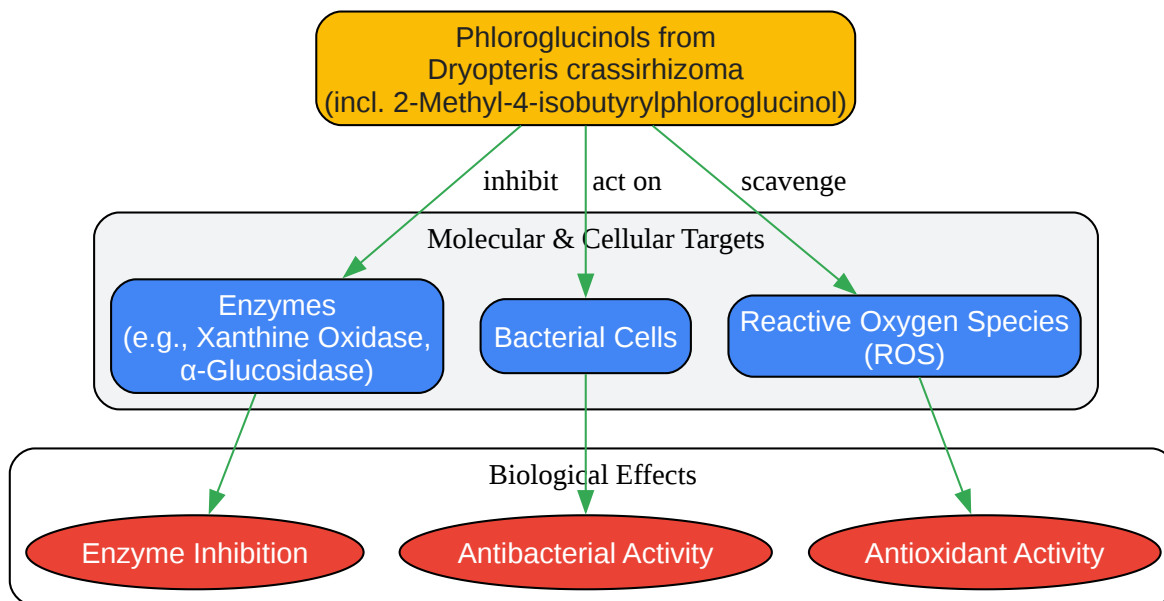 Phloroglucinols from
Dryopteris crassirhizoma
(incl. 2-Methyl-4-isobutyrylphloroglucinol)
inhibit
act on
scavenge
Molecular & Cellular Targets
Enzymes
(e.g., Xanthine Oxidase,
α-Glucosidase)
Bacterial Cells
Reactive Oxygen Species
(ROS)
Biological Effects
Enzyme Inhibition
Antibacterial Activity
Antioxidant Activity